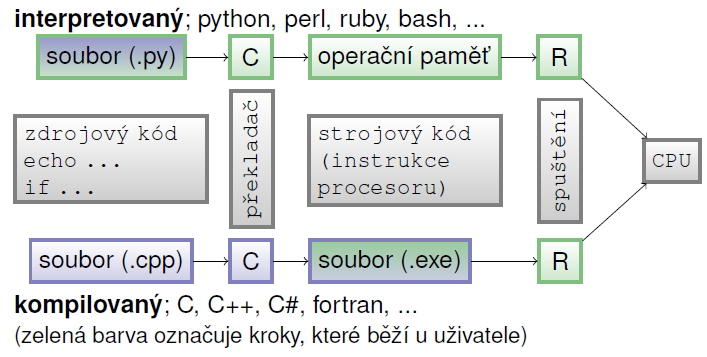 interpretovaný; python, perl, ruby, bash, ...
soubor (.py)
C
operační paměť
R
zdrojový kód
echo ...
if ...
překladač
strojový kód
(instrukce
procesoru)
spuštění
CPU
soubor (.cpp)
C
soubor (.exe)
R
kompilovaný; C, C++, C#, fortran, ...
(zelená barva označuje kroky, které běží u uživatele)